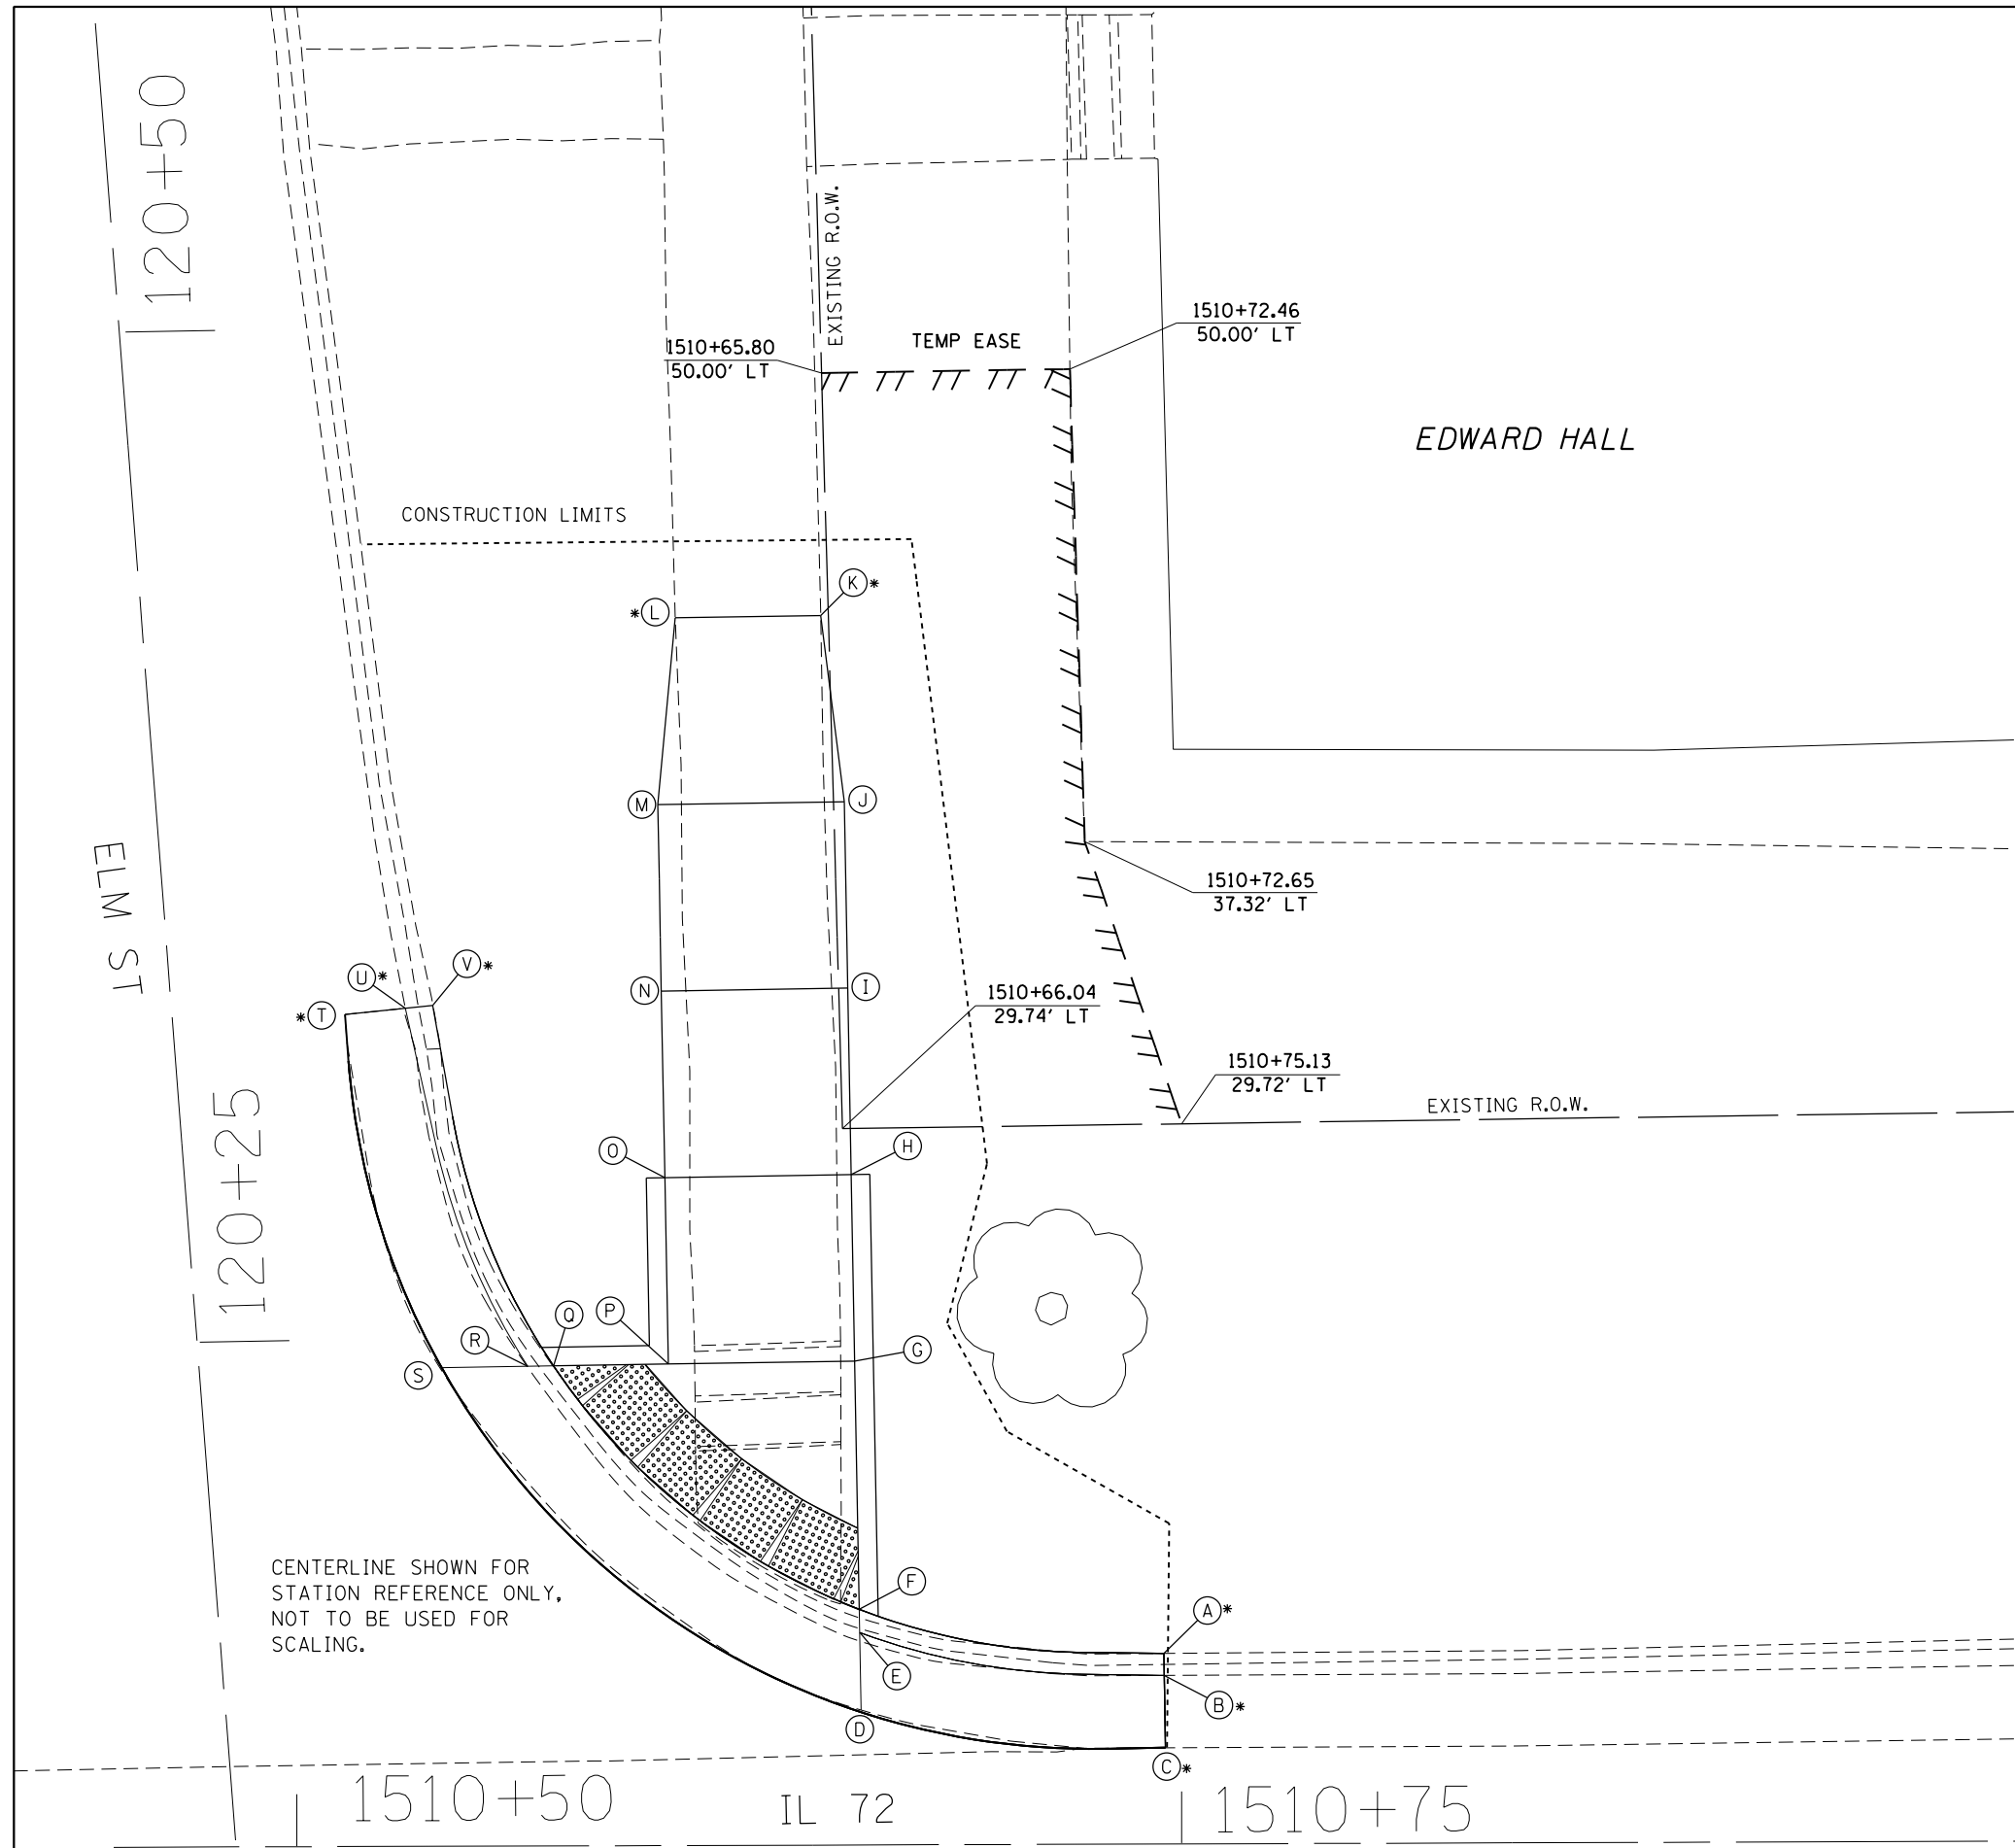 120+50
EXISTING R.O.W.
1510+72.46
50.00' LT
TEMP EASE
1510+65.80
50.00' LT
EDWARD HALL
CONSTRUCTION LIMITS
K*
*L
M
J
ELM ST
1510+72.65
37.32' LT
U*
V*
N
I
*T
1510+66.04
29.74' LT
1510+75.13
29.72' LT
EXISTING R.O.W.
120+25
O
H
P
Q
R
G
S
CENTERLINE SHOWN FOR
STATION REFERENCE ONLY,
NOT TO BE USED FOR
SCALING.
F
A*
E
B*
D
C*
1510+50
IL 72
1510+75